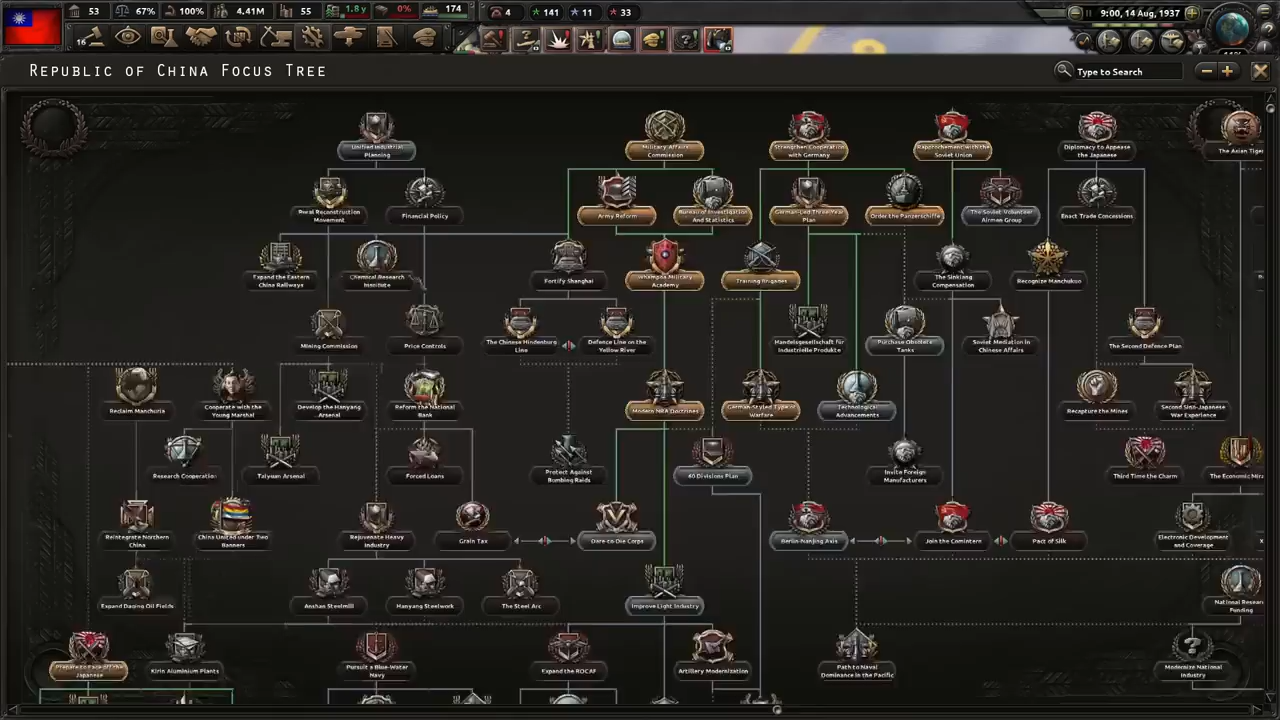 53
67%
100%
4.41M
55
1.8y
0%
174
4
141
11
33
9:00, 14 Aug, 1937
16
Republic of China Focus Tree
Type to Search
Unified Industrial
Planning
Military Affairs
Commission
Strengthen Cooperation
with Germany
Rapprochement with the
Soviet Union
Diplomacy to Appease
the Japanese
The Asian Tiger
Rural Reconstruction
Movement
Financial Policy
Army Reform
Bureau of Investigation
And Statistics
German-Led Three-Year
Plan
Order the Panzerschiffe
The Soviet Volunteer
Airmen Group
Enact Trade Concessions
Expand the Eastern
China Railways
Chemical Research
Institute
Fortify Shanghai
Whampoa Military
Academy
Training Brigades
The Sinkiang
Compensation
Recognize Manchukuo
Mining Commission
Price Controls
The Chinese Hindenburg
Line
Defence Line on the
Yellow River
Handelsgesellschaft für
Industrielle Produkte
Purchase Obsolete
Tanks
Soviet Mediation in
Chinese Affairs
The Second Defence Plan
Reclaim Manchuria
Cooperate with the
Young Marshal
Develop the Hanyang
Arsenal
Reform the National
Bank
Modern NRA Doctrines
German-Styled Type of
Warfare
Technological
Advancements
Recapture the Mines
Second Sino-Japanese
War Experience
Research Cooperation
Taiyuan Arsenal
Forced Loans
Protect Against
Bombing Raids
40 Divisions Plan
Invite Foreign
Manufacturers
Third Time the Charm
The Economic Mira
Reintegrate Northern
China
China United under Two
Banners
Rejuvenate Heavy
Industry
Grain Tax
Dare-to-Die Corps
Berlin-Nanjing Axis
Join the Comintern
Pact of Silk
Electronic Development
and Coverage
Expand Daqing Oil Fields
Anshan Steelmill
Hanyang Steelwork
The Steel Arc
Improve Light Industry
National Resear
Funding
Prepare to Face off the
Japanese
Kirin Aluminium Plants
Pursuit a Blue-Water
Navy
Expand the ROCAF
Artillery Modernization
Path to Naval
Dominance in the Pacific
Modernize National
Industry